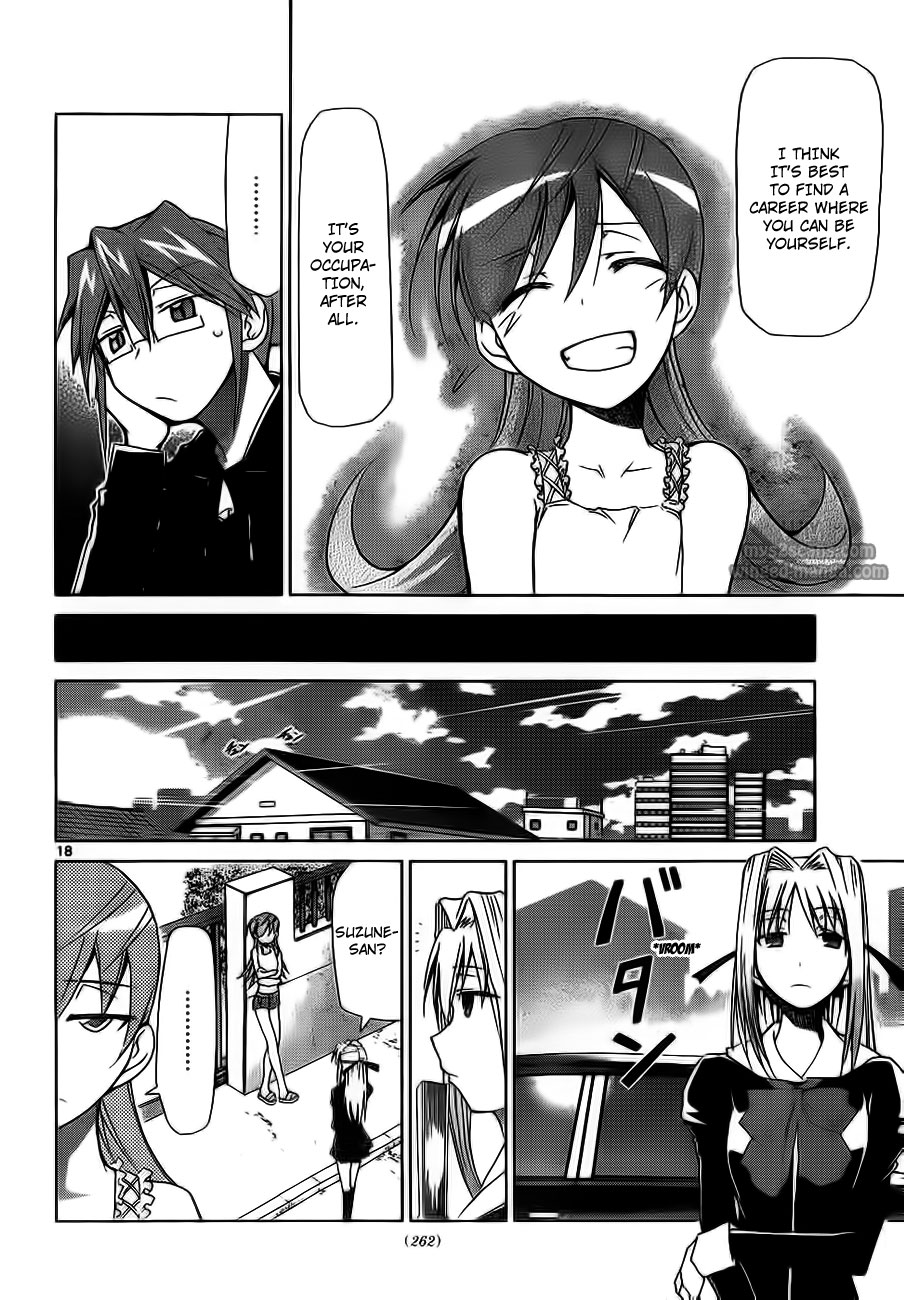 I THINK
IT'S BEST
TO FIND A
CAREER WHERE
YOU CAN BE
YOURSELF.
IT'S
YOUR
OCCUPA-
TION,
AFTER
ALL.
..........
18
バタン
*VROOM*
SUZUNE-
SAN?
..........
(262)